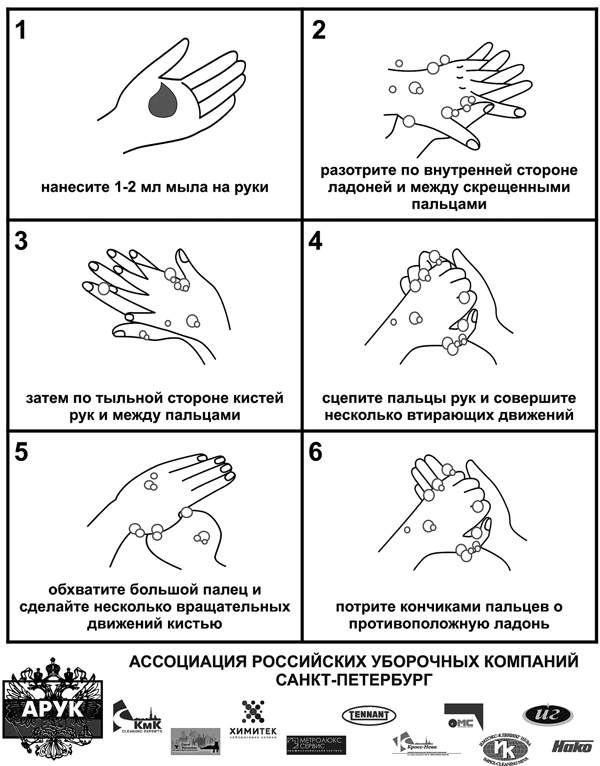 1
нанесите 1-2 мл мыла на руки
2
разотрите по внутренней стороне
ладоней и между скрещенными
пальцами
3
затем по тыльной стороне кистей
рук и между пальцами
4
сцепите пальцы рук и совершите
несколько втирающих движений
5
обхватите большой палец и
сделайте несколько вращательных
движений кистью
6
потрите кончиками пальцев о
противоположную ладонь
АССОЦИАЦИЯ РОССИЙСКИХ УБОРОЧНЫХ КОМПАНИЙ
САНКТ-ПЕТЕРБУРГ
АРУК
КмК
CLEANING EXPERTS
ХИМИТЕК
TENNANT
ОМС
иг
МЕТРОЛЮКС
СЕРВИС
Кросс-Нева
ИК
Hako